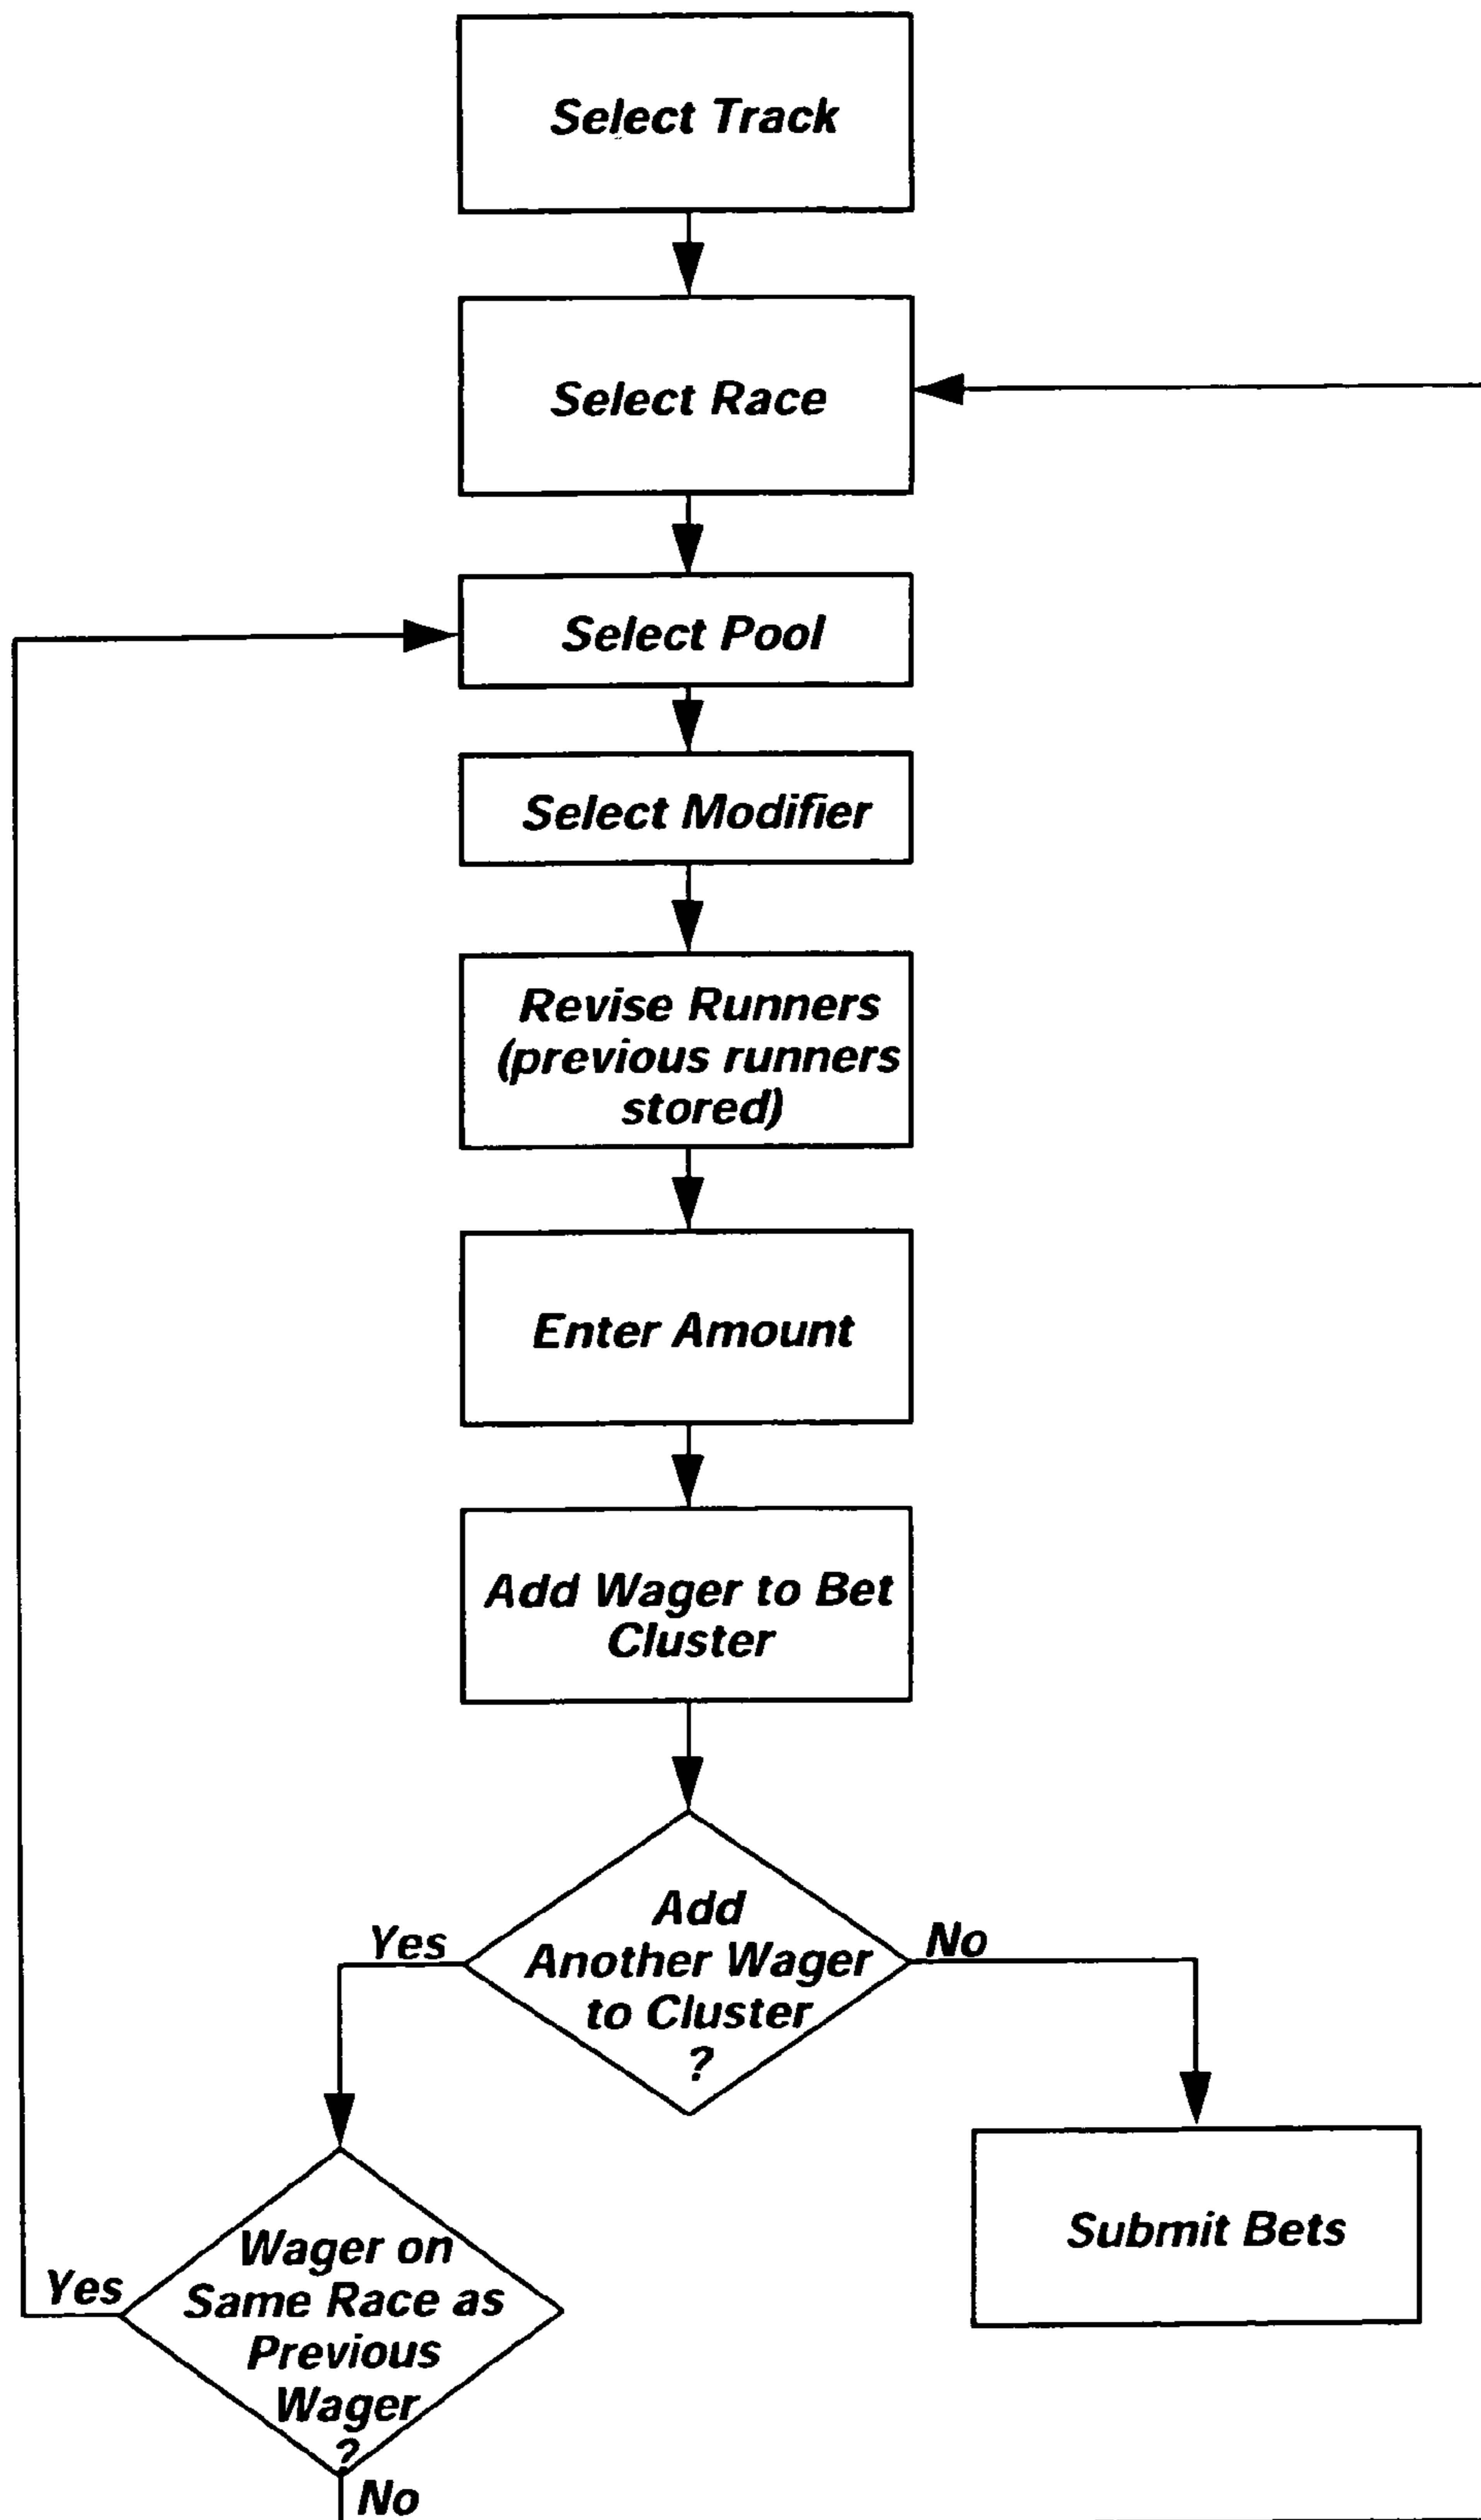 Select Track
Select Race
Select Pool
Select Modifier
Revise Runners
(previous runners
stored)
Enter Amount
Add Wager to Bet
Cluster
Add
Another Wager
to Cluster
?
Yes
No
Submit Bets
Wager on
Same Race as
Previous
Wager
?
Yes
No